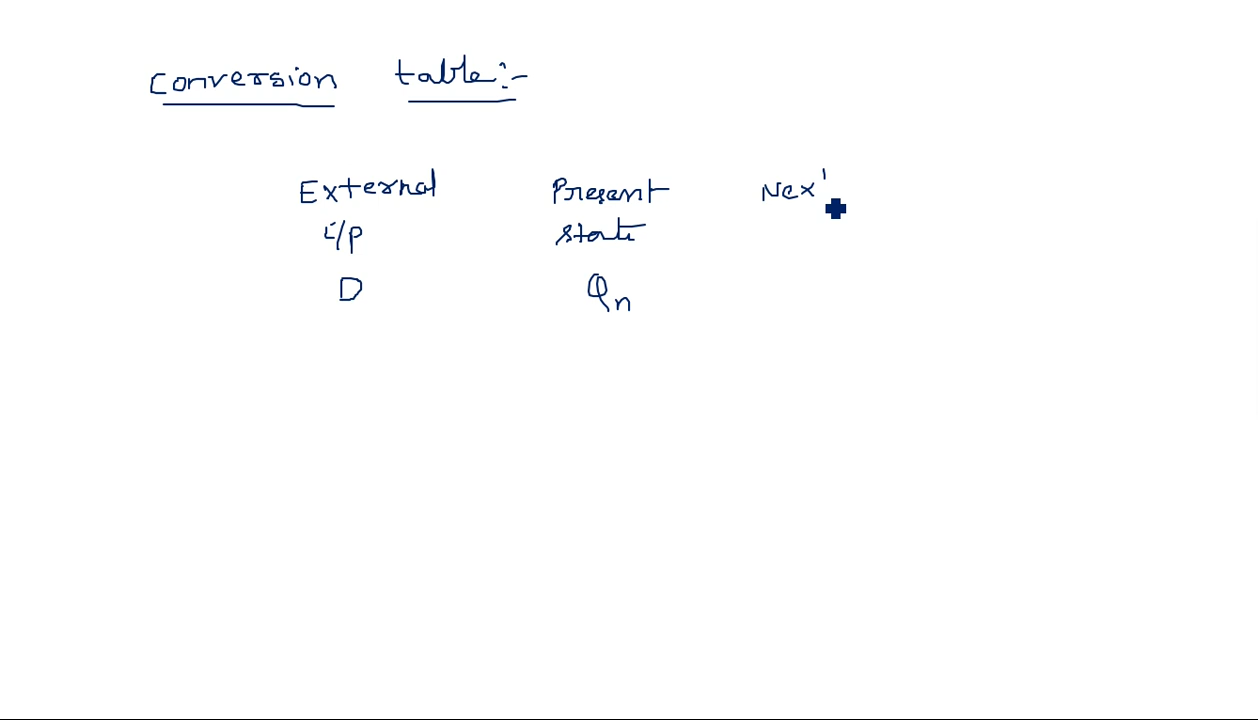 Conversion table:-
External Present Nex'
i/p state
D Qn